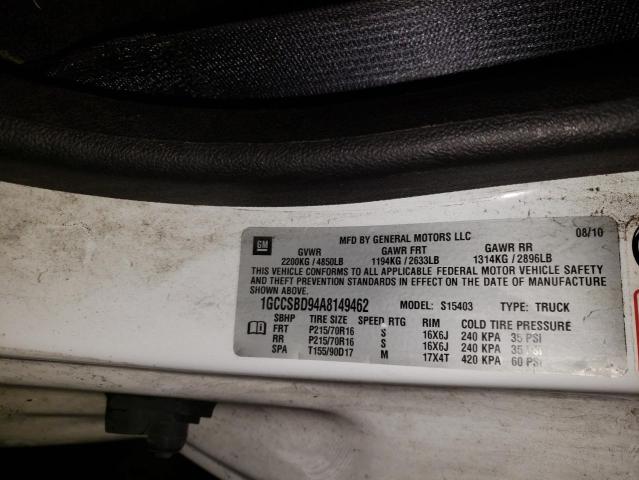 MFD BY GENERAL MOTORS LLC 08/10
GM
GVWR GAWR FRT GAWR RR
2200KG / 4850LB 1194KG / 2633LB 1314KG / 2896LB
THIS VEHICLE CONFORMS TO ALL APPLICABLE FEDERAL MOTOR VEHICLE SAFETY
AND THEFT PREVENTION STANDARDS IN EFFECT ON THE DATE OF MANUFACTURE
INDICATED ABOVE.
1GCCSBD94A8149462 MODEL: S15403 TYPE: TRUCK
SBHP TIRE SIZE SPEED RTG RIM COLD TIRE PRESSURE
FRT P215/70R16 S 16X6J 240 KPA 35 PSI
RR P215/70R16 S 16X6J 240 KPA 35 PSI
SPA T155/90D17 M 17X4T 420 KPA 60 PSI